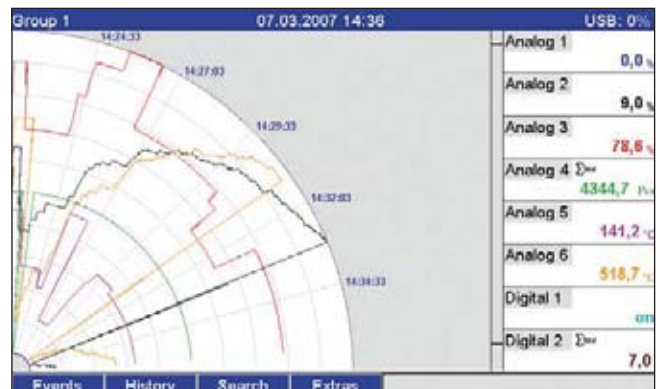 Group 1 07.03.2007 14:36 USB: 0%
14:24:33
14:27:03
14:29:33
14:32:03
14:34:33
Analog 1
0,0 %
Analog 2
9,0 %
Analog 3
78,6 %
Analog 4
4344,7
Analog 5
141,2 °C
Analog 6
518,7 °C
Digital 1
on
Digital 2
7,0
Events History Search Extras